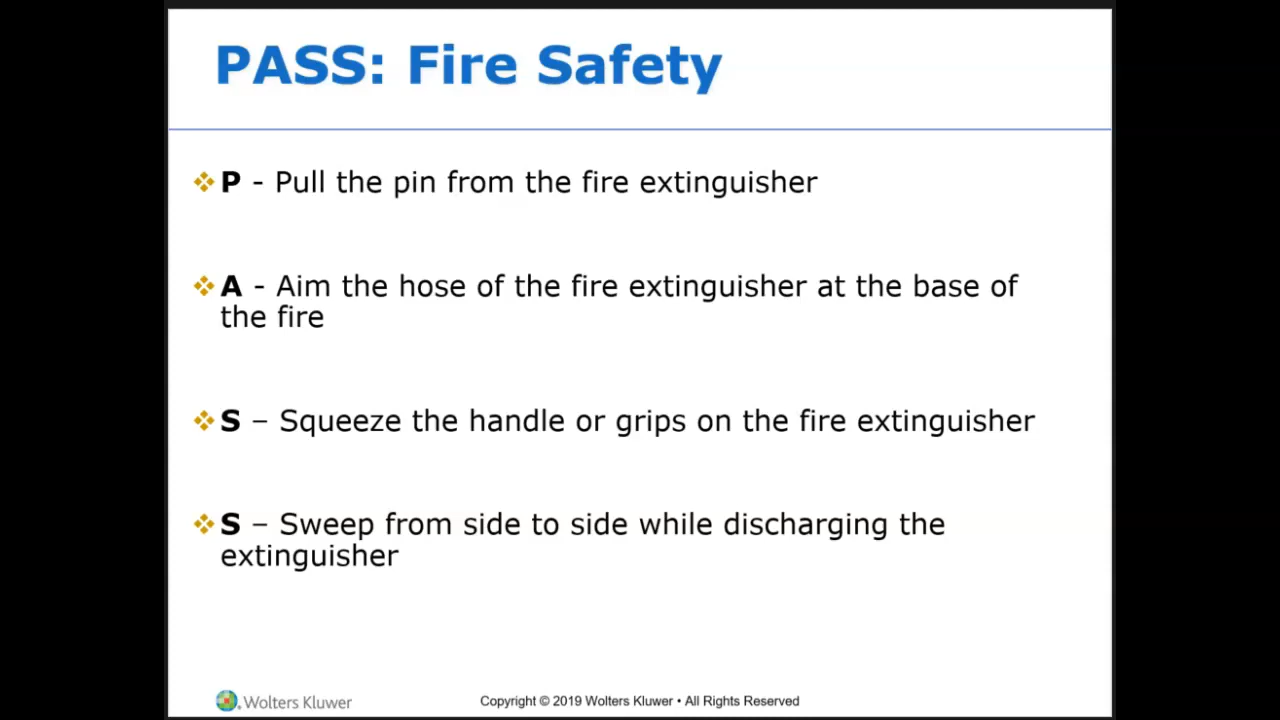 PASS: Fire Safety
P - Pull the pin from the fire extinguisher
A - Aim the hose of the fire extinguisher at the base of
the fire
S – Squeeze the handle or grips on the fire extinguisher
S – Sweep from side to side while discharging the
extinguisher
Wolters Kluwer
Copyright © 2019 Wolters Kluwer • All Rights Reserved